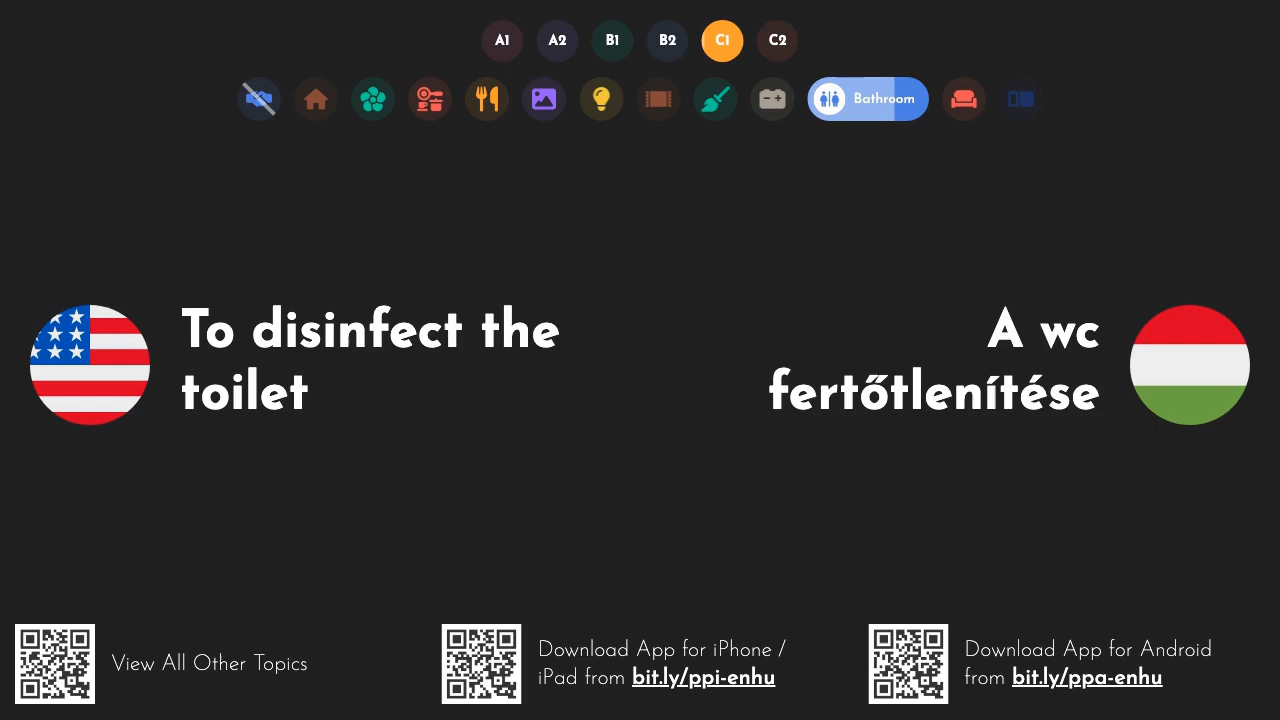 A1 A2 B1 B2 C1 C2
Bathroom
To disinfect the
toilet
A wc
fertőtlenítése
View All Other Topics
Download App for iPhone /
iPad from bit.ly/ppi-enhu
Download App for Android
from bit.ly/ppa-enhu